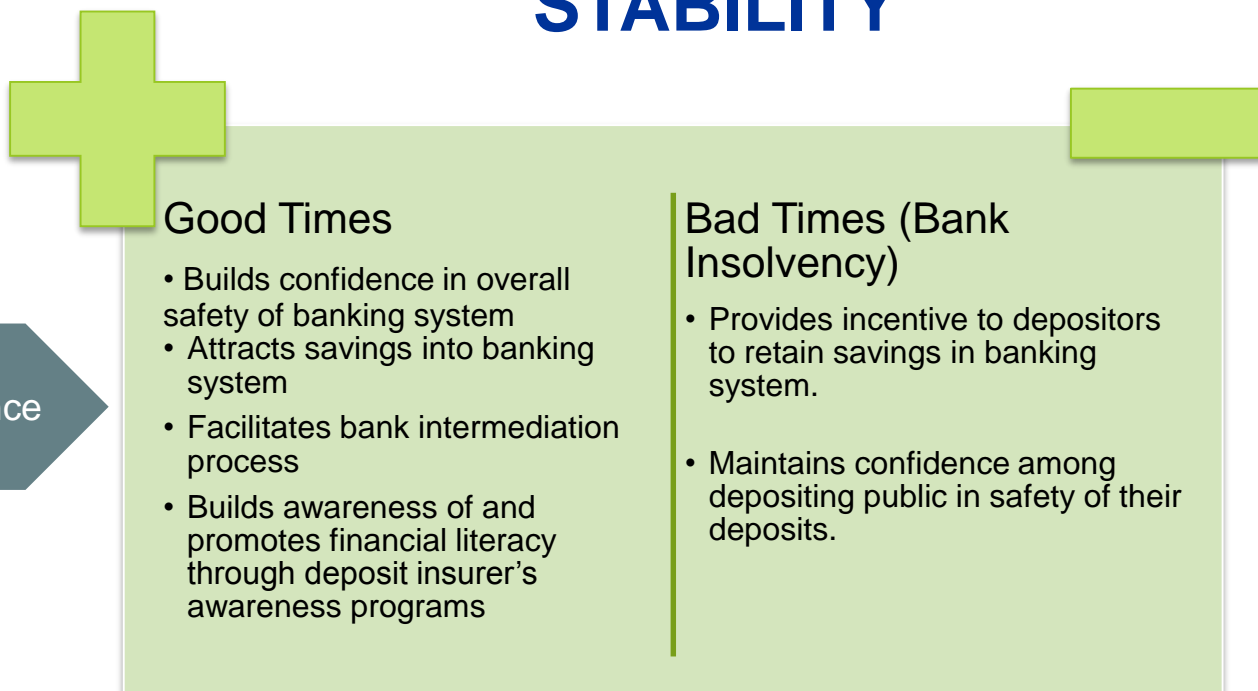 STABILITY
Good Times
• Builds confidence in overall
safety of banking system
• Attracts savings into banking
system
• Facilitates bank intermediation
process
• Builds awareness of and
promotes financial literacy
through deposit insurer’s
awareness programs
Bad Times (Bank
Insolvency)
• Provides incentive to depositors
to retain savings in banking
system.
• Maintains confidence among
depositing public in safety of their
deposits.